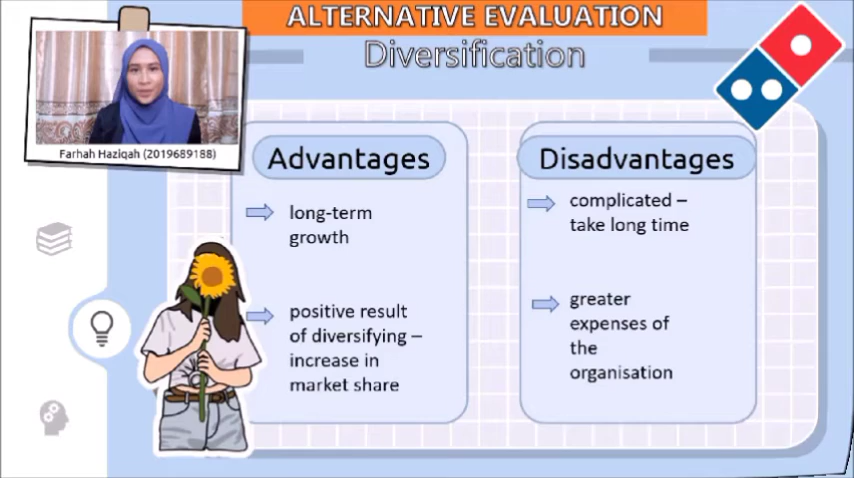 ALTERNATIVE EVALUATION
Diversification
Farhah Haziqah (2019689188)
Advantages
long-term
growth
positive result
of diversifying –
increase in
market share
Disadvantages
complicated –
take long time
greater
expenses of
the
organisation